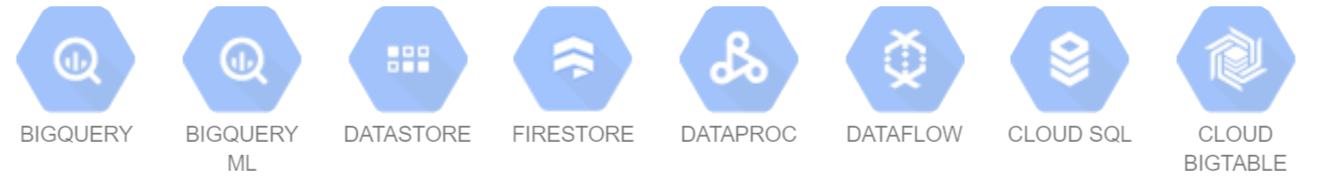 BIGQUERY
BIGQUERY
ML
DATASTORE
FIRESTORE
DATAPROC
DATAFLOW
CLOUD SQL
CLOUD
BIGTABLE